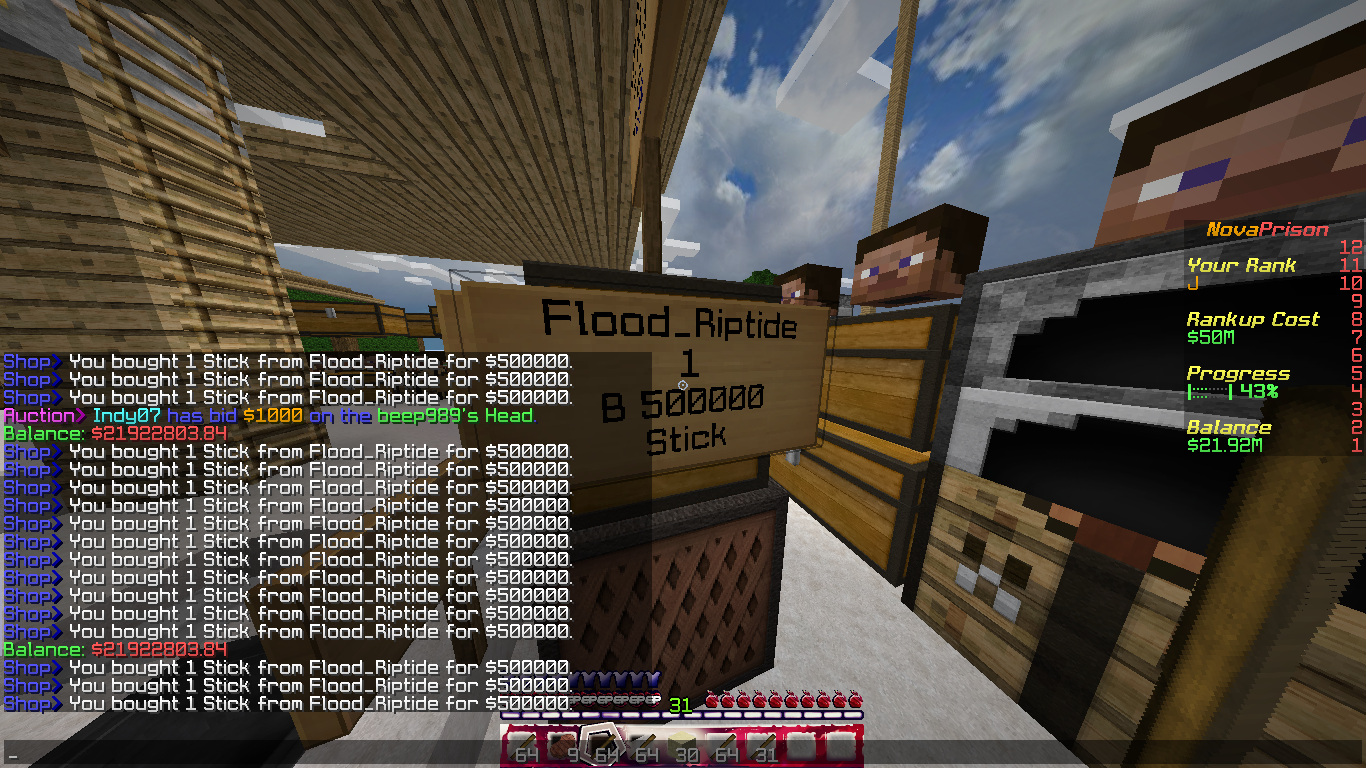 Flood_Riptide
1
B 500000
Stick
Shop> You bought 1 Stick from Flood_Riptide for $500000.
Shop> You bought 1 Stick from Flood_Riptide for $500000.
Shop> You bought 1 Stick from Flood_Riptide for $500000.
Auction> Indy07 has bid $1000 on the beep989's Head.
Balance: $21922803.84
Shop> You bought 1 Stick from Flood_Riptide for $500000.
Shop> You bought 1 Stick from Flood_Riptide for $500000.
Shop> You bought 1 Stick from Flood_Riptide for $500000.
Shop> You bought 1 Stick from Flood_Riptide for $500000.
Shop> You bought 1 Stick from Flood_Riptide for $500000.
Shop> You bought 1 Stick from Flood_Riptide for $500000.
Shop> You bought 1 Stick from Flood_Riptide for $500000.
Shop> You bought 1 Stick from Flood_Riptide for $500000.
Shop> You bought 1 Stick from Flood_Riptide for $500000.
Shop> You bought 1 Stick from Flood_Riptide for $500000.
Shop> You bought 1 Stick from Flood_Riptide for $500000.
Balance: $21922803.84
Shop> You bought 1 Stick from Flood_Riptide for $500000.
Shop> You bought 1 Stick from Flood_Riptide for $500000.
Shop> You bought 1 Stick from Flood_Riptide for $500000.
NovaPrison
12
Your Rank 11
J 10
9
Rankup Cost 8
$50M 7
6
Progress 5
43% 4
3
Balance 2
$21.92M 1
31
64 9 64 64 30 64 31